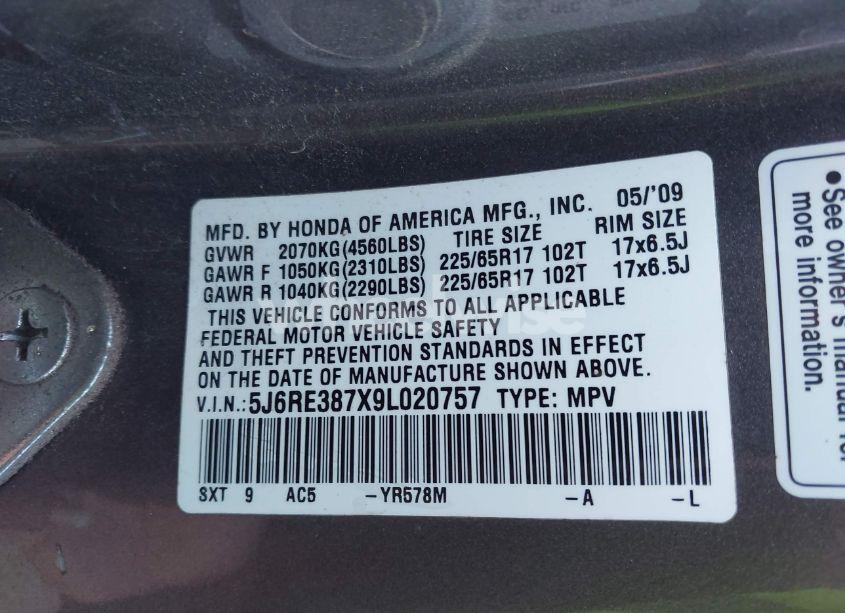 MFD. BY HONDA OF AMERICA MFG., INC. 05/'09
GVWR 2070KG(4560LBS) TIRE SIZE RIM SIZE
GAWR F 1050KG(2310LBS) 225/65R17 102T 17x6.5J
GAWR R 1040KG(2290LBS) 225/65R17 102T 17x6.5J
THIS VEHICLE CONFORMS TO ALL APPLICABLE
FEDERAL MOTOR VEHICLE SAFETY
AND THEFT PREVENTION STANDARDS IN EFFECT
ON THE DATE OF MANUFACTURE SHOWN ABOVE.
V.I.N.: 5J6RE387X9L020757 TYPE: MPV
SXT 9 AC5 -YR578M -A -L
●See owner's manual for
more information.